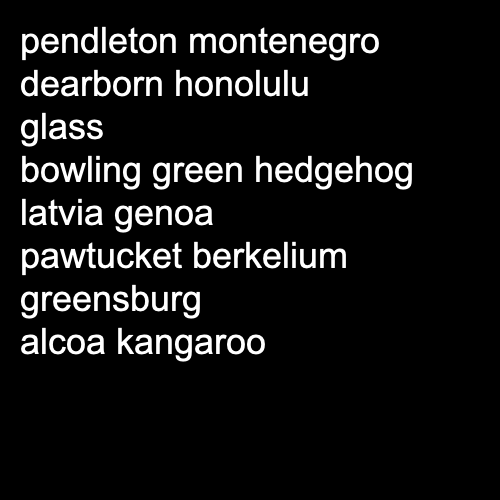 pendleton montenegro
dearborn honolulu
glass
bowling green hedgehog
latvia genoa
pawtucket berkelium
greensburg
alcoa kangaroo